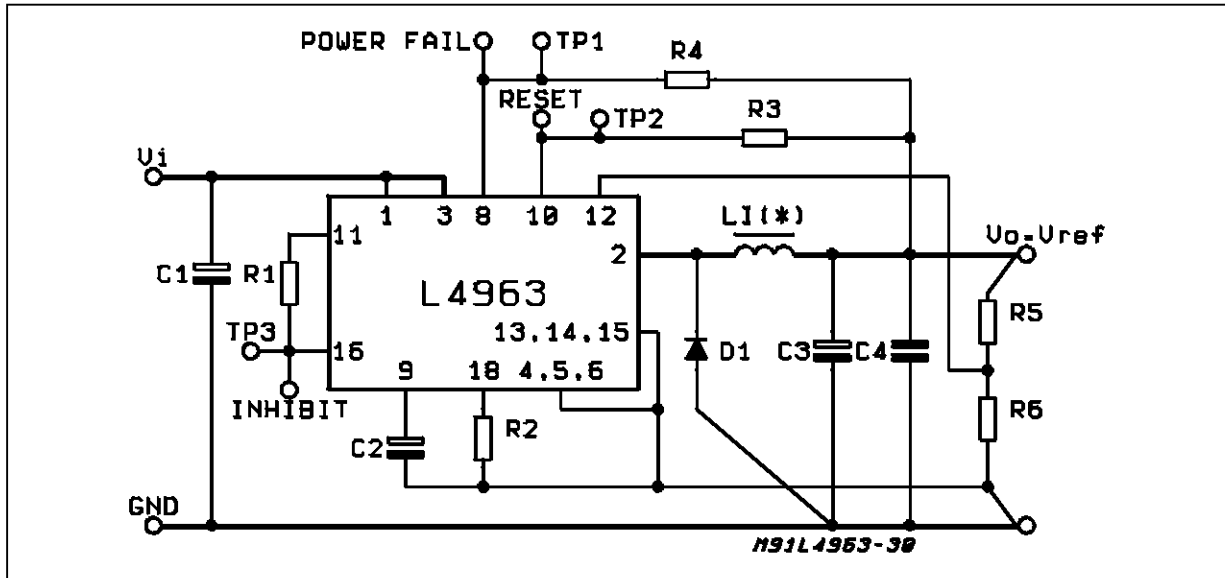 POWER FAIL
TP1
R4
RESET
TP2
R3
Vi
1 3 8 10 12
LI(*)
11
2
Vo=Vref
C1
R1
L4963
R5
TP3
13,14,15
16
D1
C3
C4
9 18 4,5,6
INHIBIT
R2
R6
C2
GND
M91L4963-30